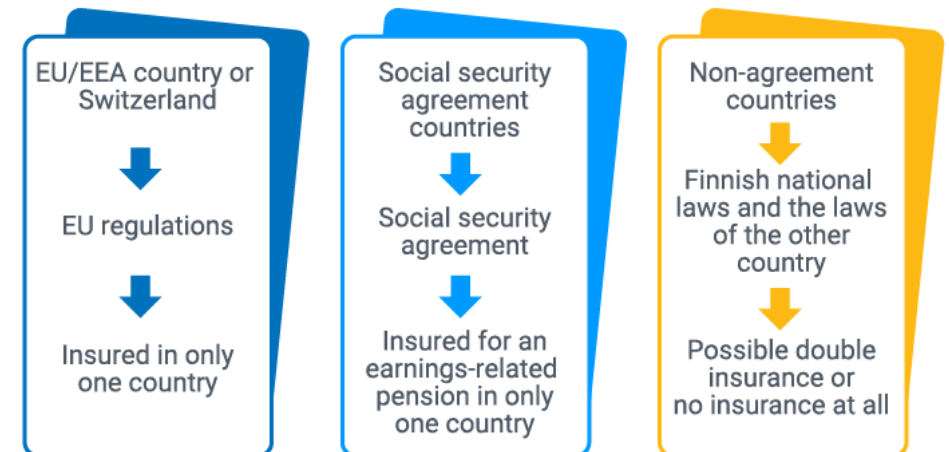 EU/EEA country or
Switzerland
EU regulations
Insured in only
one country
Social security
agreement
countries
Social security
agreement
Insured for an
earnings-related
pension in only
one country
Non-agreement
countries
Finnish national
laws and the laws
of the other
country
Possible double
insurance or
no insurance at all